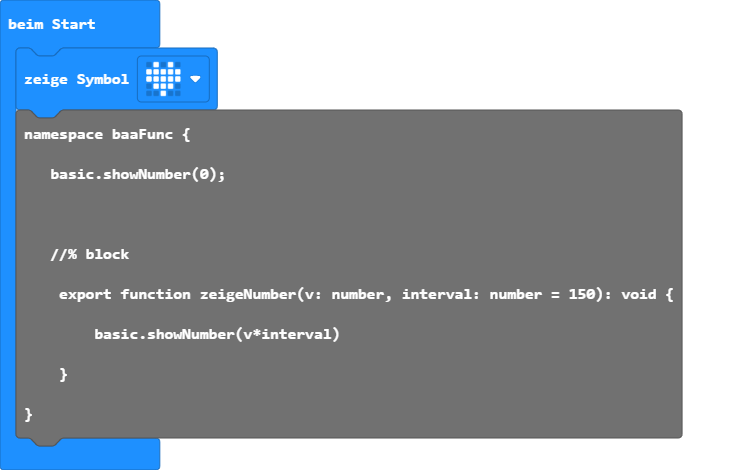 beim Start
zeige Symbol
namespace baaFunc {
basic.showNumber(0);
//% block
export function zeigeNumber(v: number, interval: number = 150): void {
basic.showNumber(v*interval)
}
}